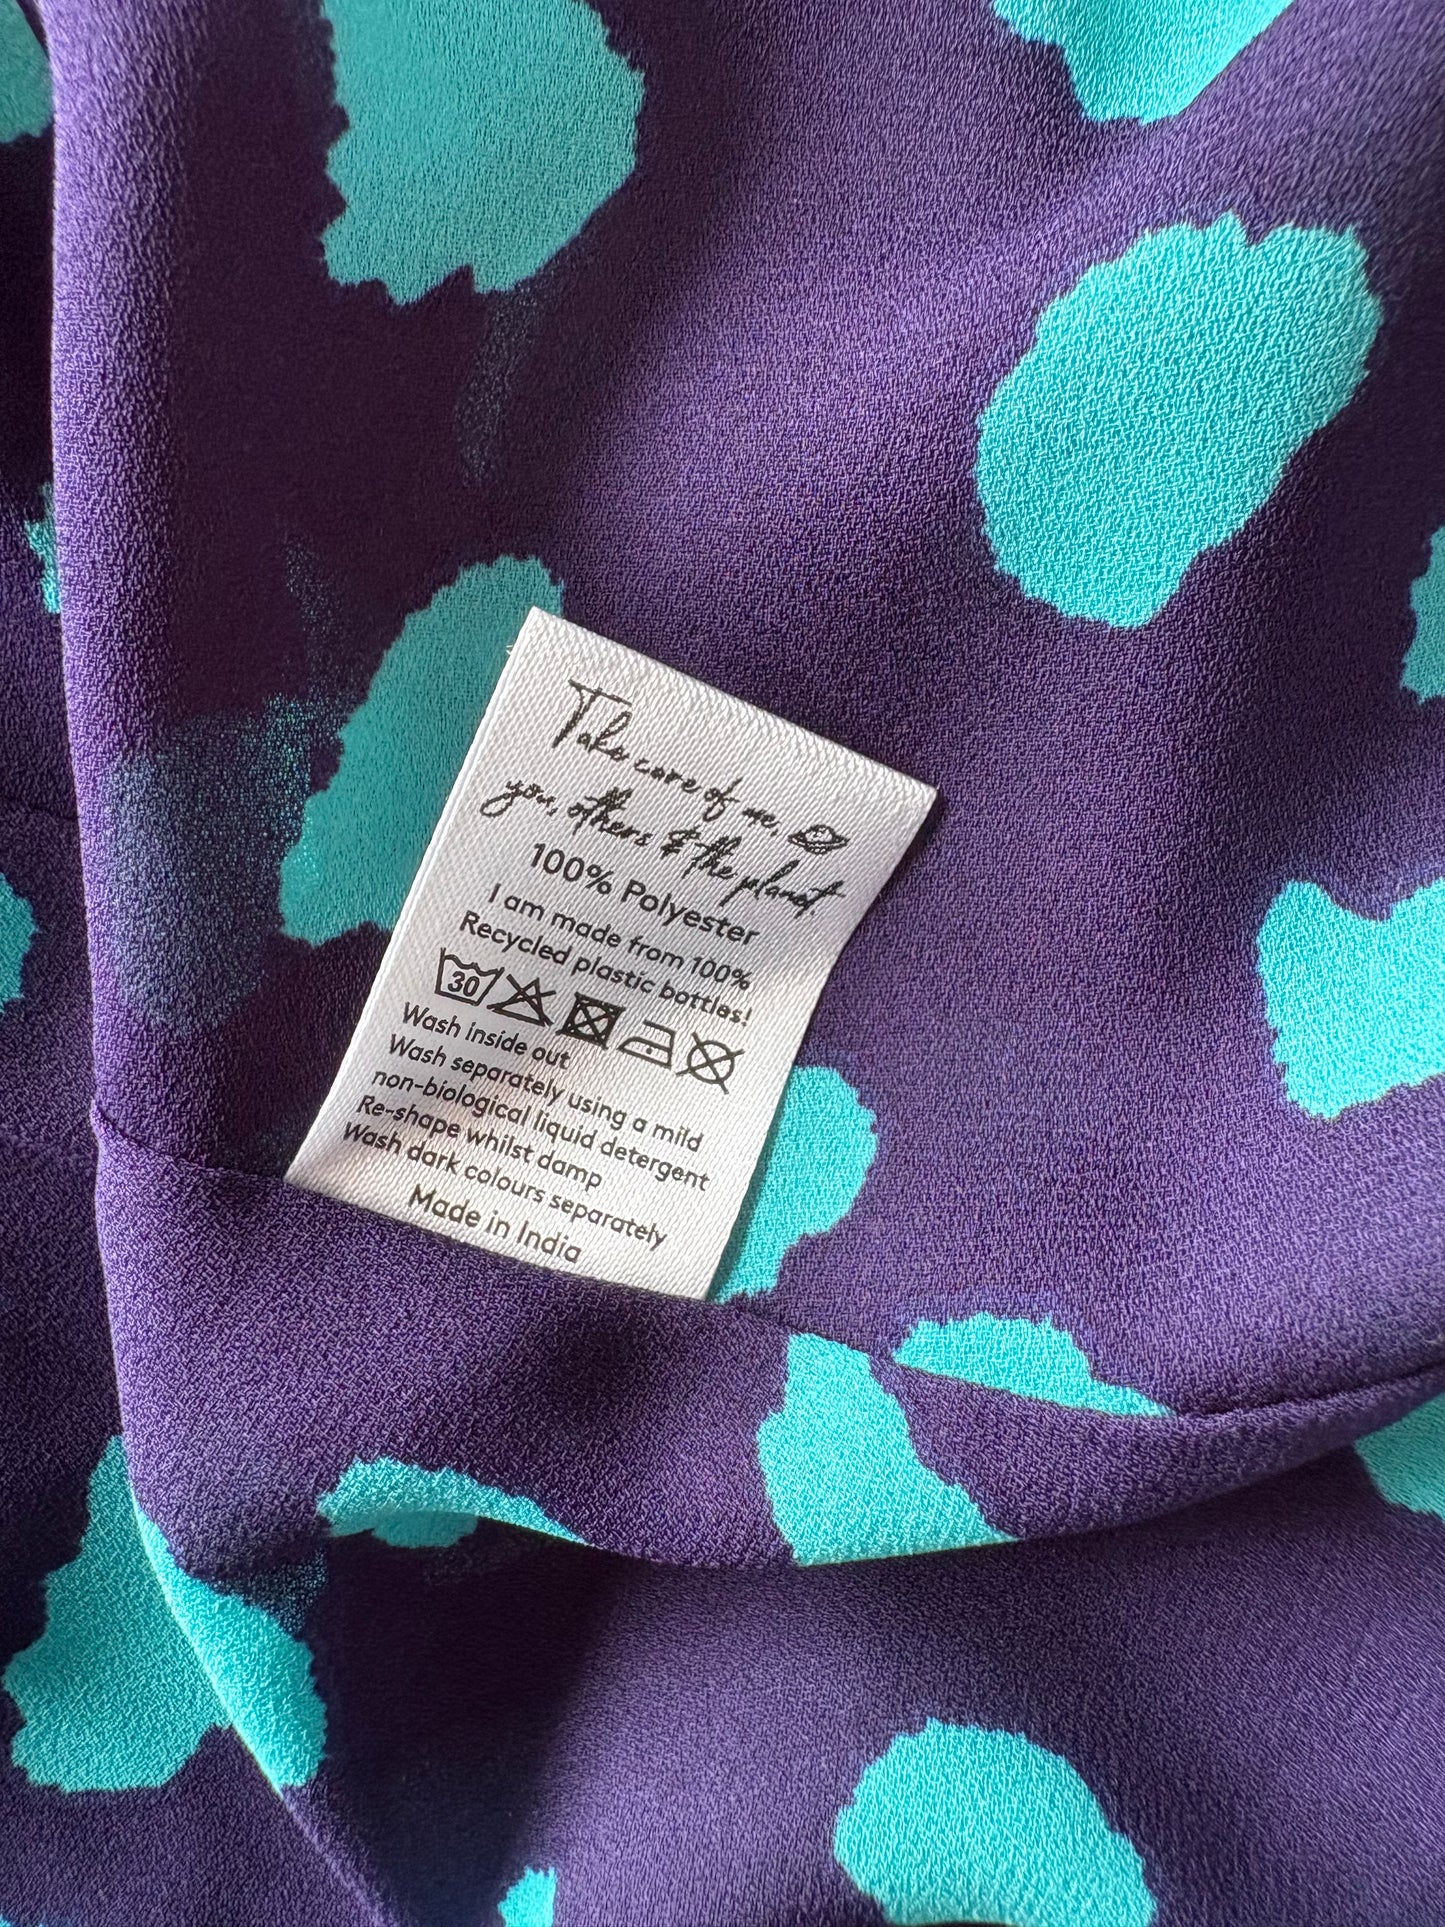 Take care of me,
you, others & the planet.
100% Polyester
I am made from 100%
Recycled plastic bottles!
30
Wash inside out
Wash separately using a mild
non-biological liquid detergent
Re-shape whilst damp
Wash dark colours separately
Made in India